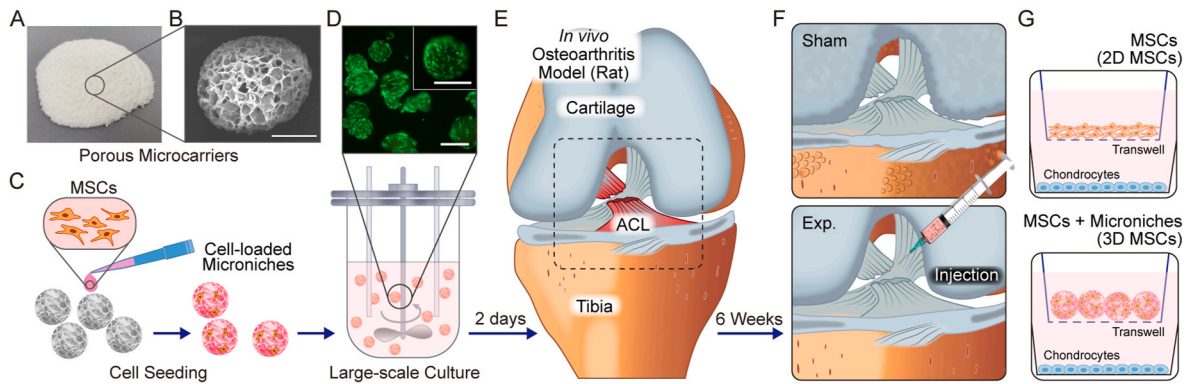 A
B
Porous Microcarriers
C
MSCs
Cell-loaded
Microniches
Cell Seeding
D
Large-scale Culture
2 days
E
In vivo
Osteoarthritis
Model (Rat)
Cartilage
ACL
Tibia
6 Weeks
F
Sham
Exp.
Injection
G
MSCs
(2D MSCs)
Transwell
Chondrocytes
MSCs + Microniches
(3D MSCs)
Transwell
Chondrocytes